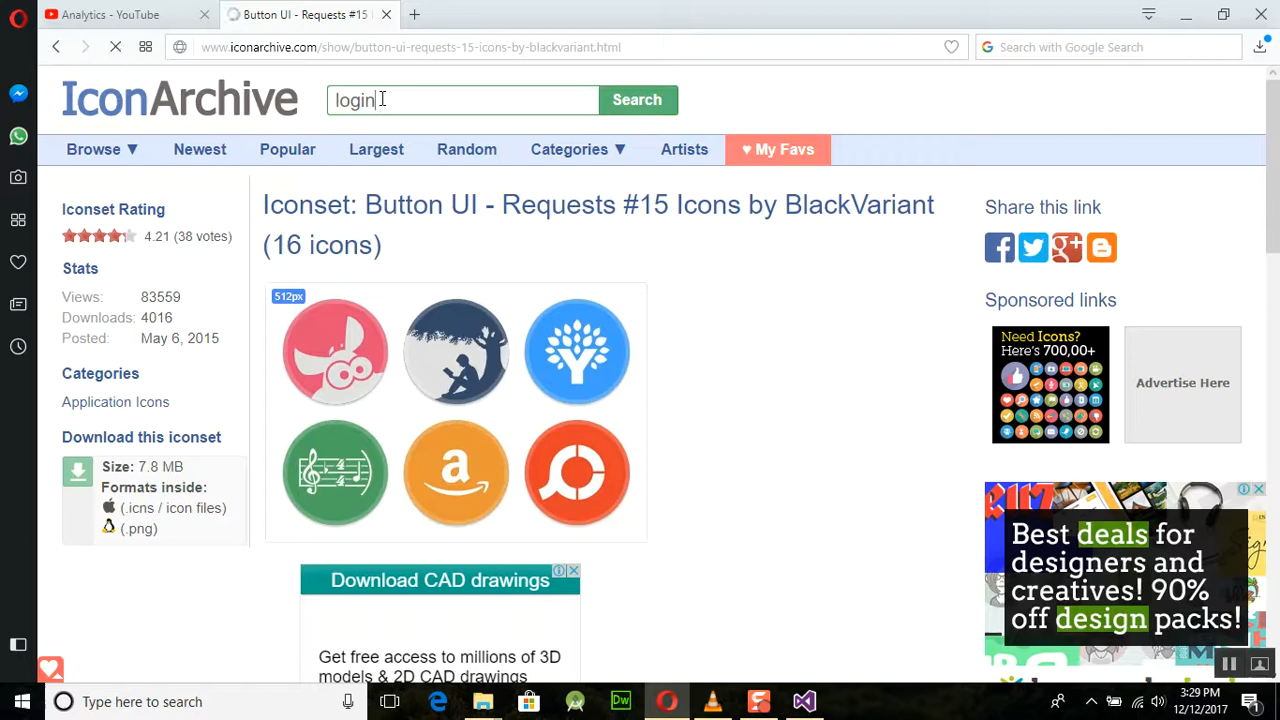 Analytics - YouTube
Button UI - Requests #15
www.iconarchive.com/show/button-ui-requests-15-icons-by-blackvariant.html
Search with Google Search
IconArchive
login
Search
Browse ▼
Newest
Popular
Largest
Random
Categories ▼
Artists
♥ My Favs
Iconset Rating
4.21 (38 votes)
Stats
Views: 83559
Downloads: 4016
Posted: May 6, 2015
Categories
Application Icons
Download this iconset
Size: 7.8 MB
Formats inside:
(.icns / icon files)
(.png)
Iconset: Button UI - Requests #15 Icons by BlackVariant
(16 icons)
512px
Download CAD drawings
Get free access to millions of 3D
models & 2D CAD drawings
Share this link
Sponsored links
Need Icons?
Here's 700,00+
Advertise Here
Best deals for
designers and
creatives! 90%
off design packs!
Type here to search
Dw
3:29 PM
12/12/2017